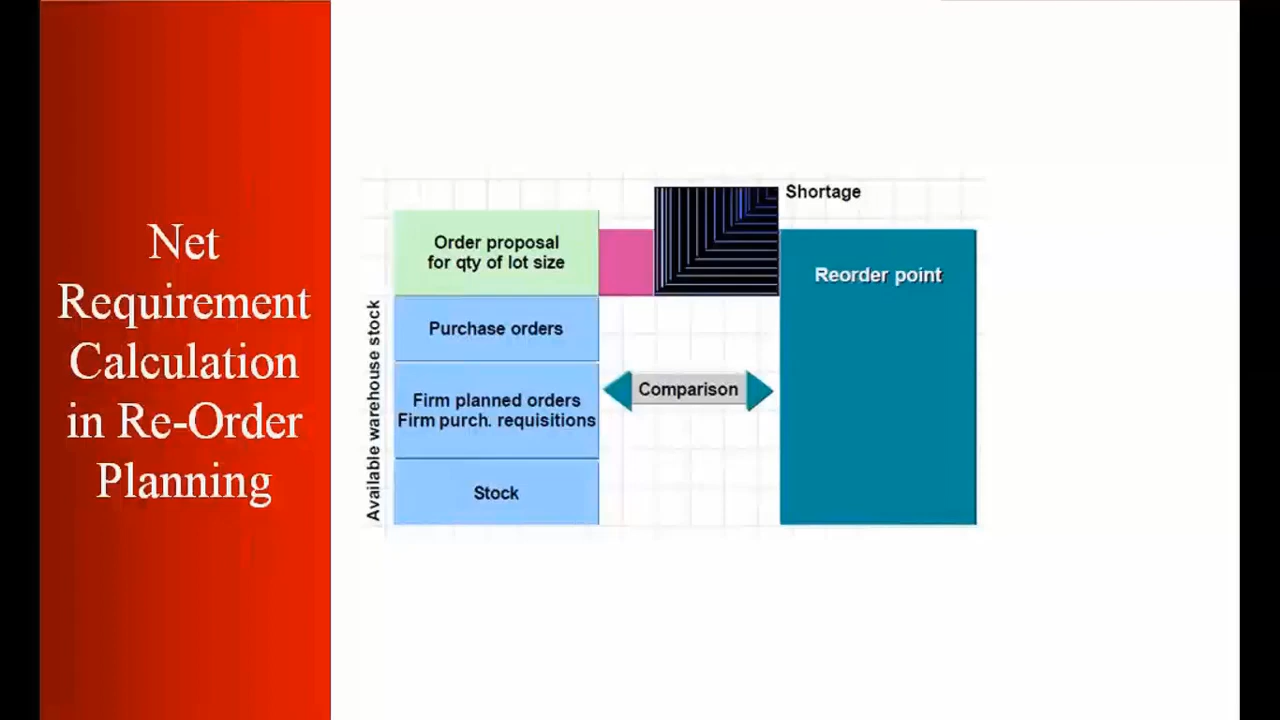 Net
Requirement
Calculation
in Re-Order
Planning
Shortage
Order proposal
for qty of lot size
Reorder point
Available warehouse stock
Purchase orders
Comparison
Firm planned orders
Firm purch. requisitions
Stock